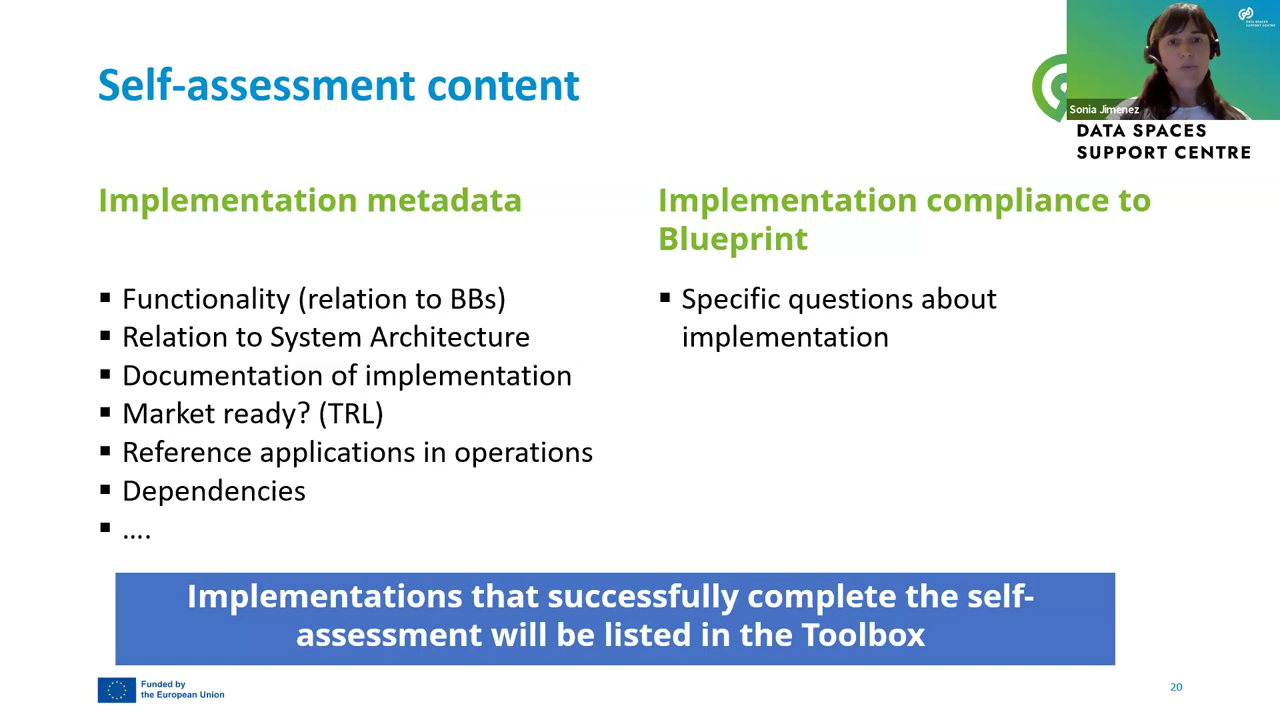 Self-assessment content
Sonia Jimenez
DATA SPACES
SUPPORT CENTRE
Implementation metadata
▪ Functionality (relation to BBs)
▪ Relation to System Architecture
▪ Documentation of implementation
▪ Market ready? (TRL)
▪ Reference applications in operations
▪ Dependencies
▪ ....
Implementation compliance to
Blueprint
▪ Specific questions about
implementation
Implementations that successfully complete the self-
assessment will be listed in the Toolbox
Funded by
the European Union
20